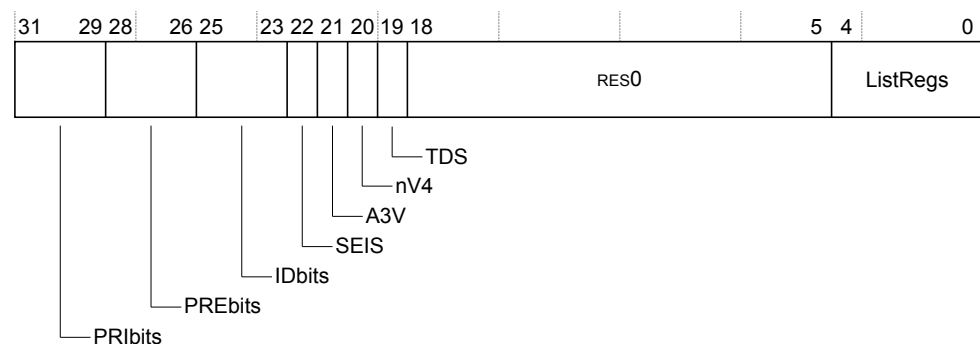 31 29 28 26 25 23 22 21 20 19 18 5 4 0
RES0 ListRegs
TDS
nV4
A3V
SEIS
IDbits
PREbits
PRIbits